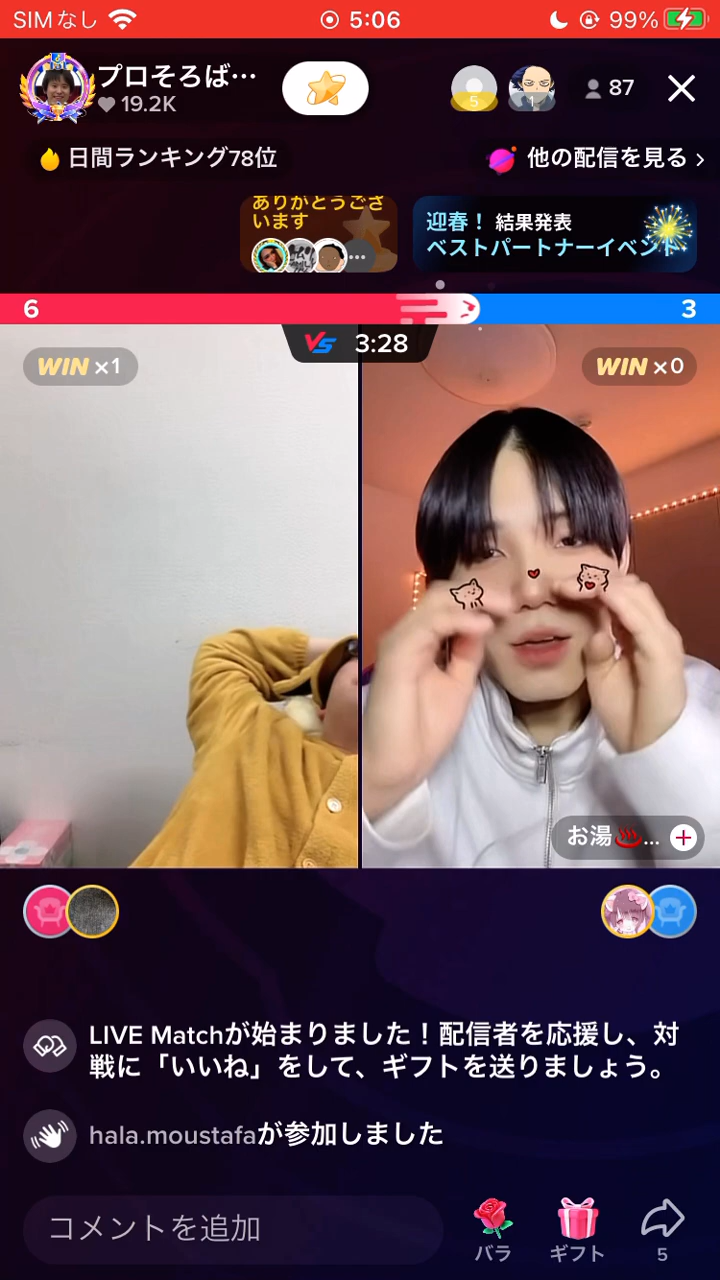 SIMなし 5:06 99%
プロそろば…
19.2K
5
1
87
日間ランキング78位
他の配信を見る
ありがとうござ
います
迎春！ 結果発表
ベストパートナーイベント
6
3
VS 3:28
WIN ×1
WIN ×0
お湯♨️...
LIVE Matchが始まりました！配信者を応援し、対
戦に「いいね」をして、ギフトを送りましょう。
hala.moustafaが参加しました
コメントを追加
バラ
ギフト
5